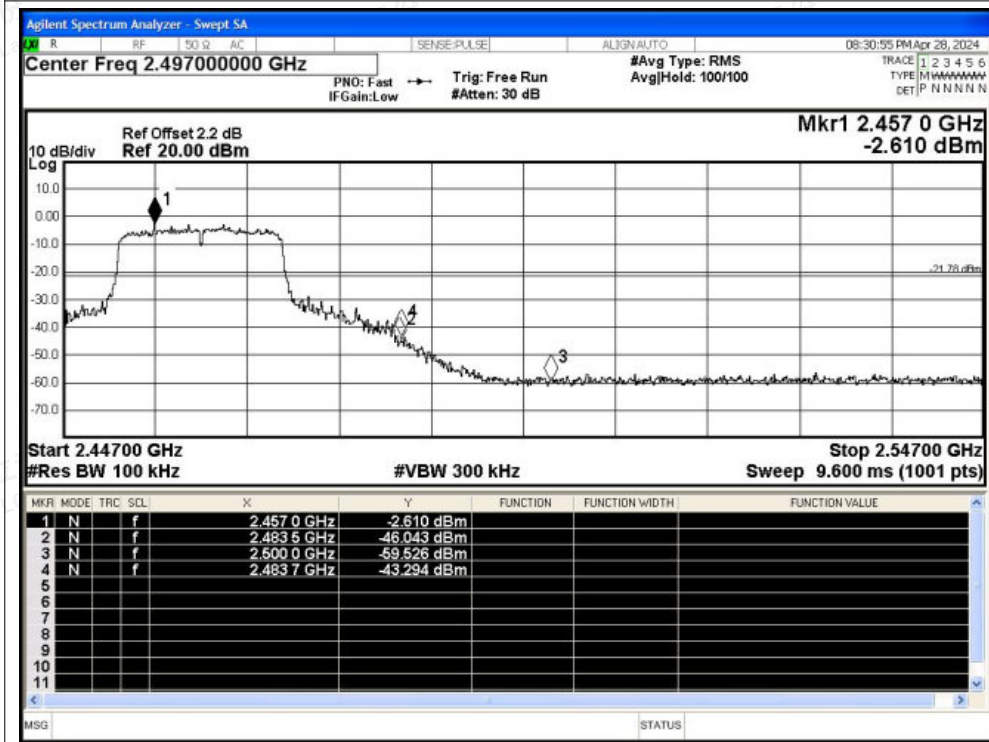 Agilent Spectrum Analyzer - Swept SA
LXI R RF 50 Ω AC SENSE:PULSE ALIGN AUTO 08:30:55 PM Apr 28, 2024
Center Freq 2.497000000 GHz
PNO: Fast Trig: Free Run
IFGain:Low #Atten: 30 dB
#Avg Type: RMS
Avg|Hold: 100/100
TRACE 1 2 3 4 5 6
TYPE M
DET P N N N N N
Mkr1 2.457 0 GHz
-2.610 dBm
Ref Offset 2.2 dB
10 dB/div Ref 20.00 dBm
Log
10.0
0.00
-10.0
-20.0
-30.0
-40.0
-50.0
-60.0
-70.0
1
-21.78 dBm
4
2
3
Start 2.44700 GHz Stop 2.54700 GHz
#Res BW 100 kHz #VBW 300 kHz Sweep 9.600 ms (1001 pts)
MKR MODE TRC SCL X Y FUNCTION FUNCTION WIDTH FUNCTION VALUE
1 N f 2.457 0 GHz -2.610 dBm
2 N f 2.483 5 GHz -46.043 dBm
3 N f 2.500 0 GHz -59.526 dBm
4 N f 2.483 7 GHz -43.294 dBm
5
6
7
8
9
10
11
MSG STATUS